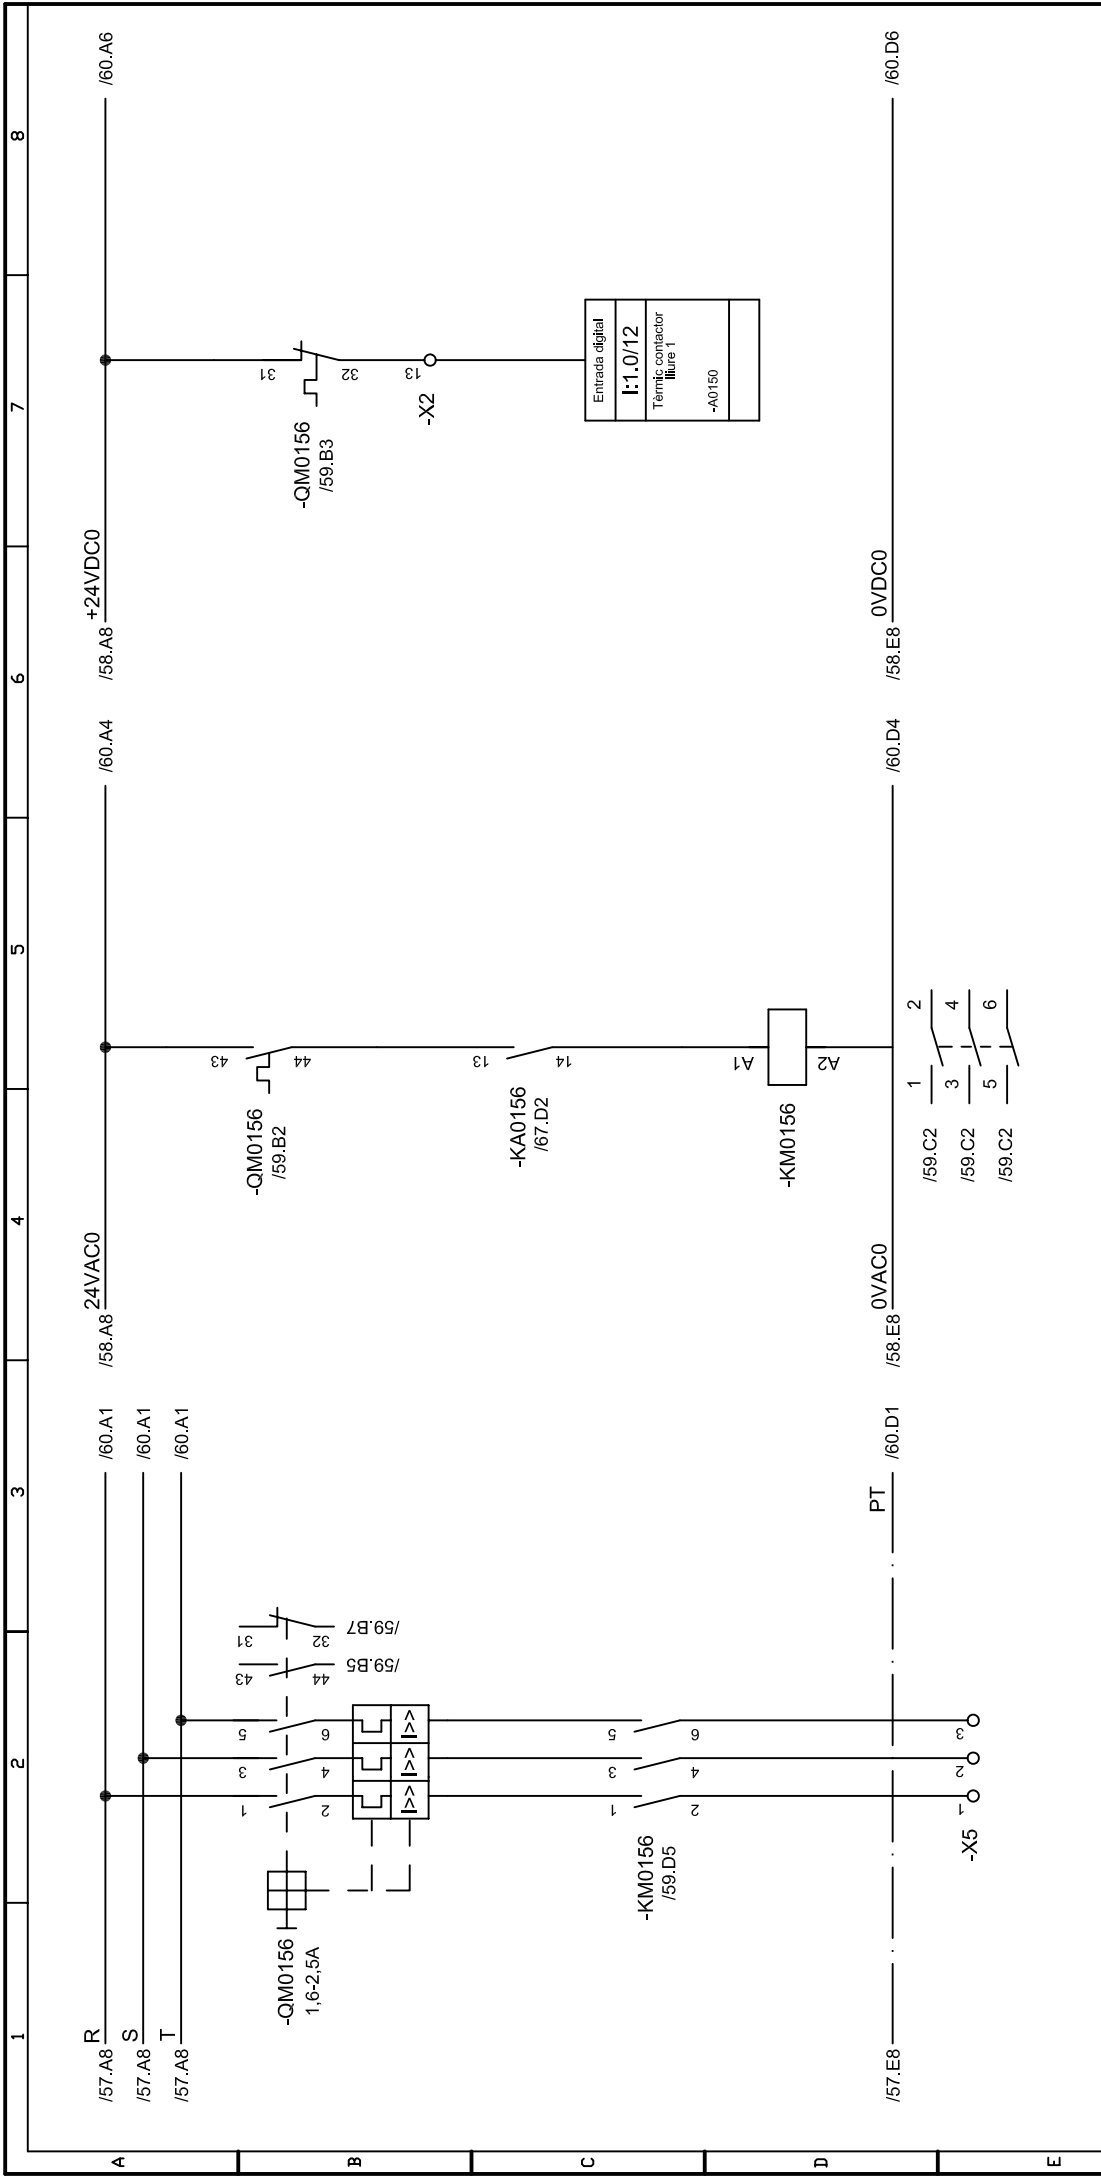 1
2
3
4
5
6
7
8
A
B
C
D
E
/57.A8
R
/60.A1
/57.A8
S
/60.A1
/57.A8
T
/60.A1
-QM0156
1,6-2,5A
1
2
3
4
5
6
43
44
/59.B5
31
32
/59.B7
I>>
I>>
I>>
-KM0156
/59.D5
1
2
3
4
5
6
/57.E8
PT
/60.D1
-X5
1
2
3
/58.A8
24VAC0
/60.A4
-QM0156
/59.B2
43
44
-KA0156
/67.D2
13
14
-KM0156
A1
A2
/58.E8
0VAC0
/60.D4
/59.C2
1
2
/59.C2
3
4
/59.C2
5
6
/58.A8
+24VDC0
/60.A6
-QM0156
/59.B3
31
32
-X2
13
Entrada digital
I:1.0/12
Tèrmic contactor
lliure 1
-A0150
/58.E8
0VDC0
/60.D6